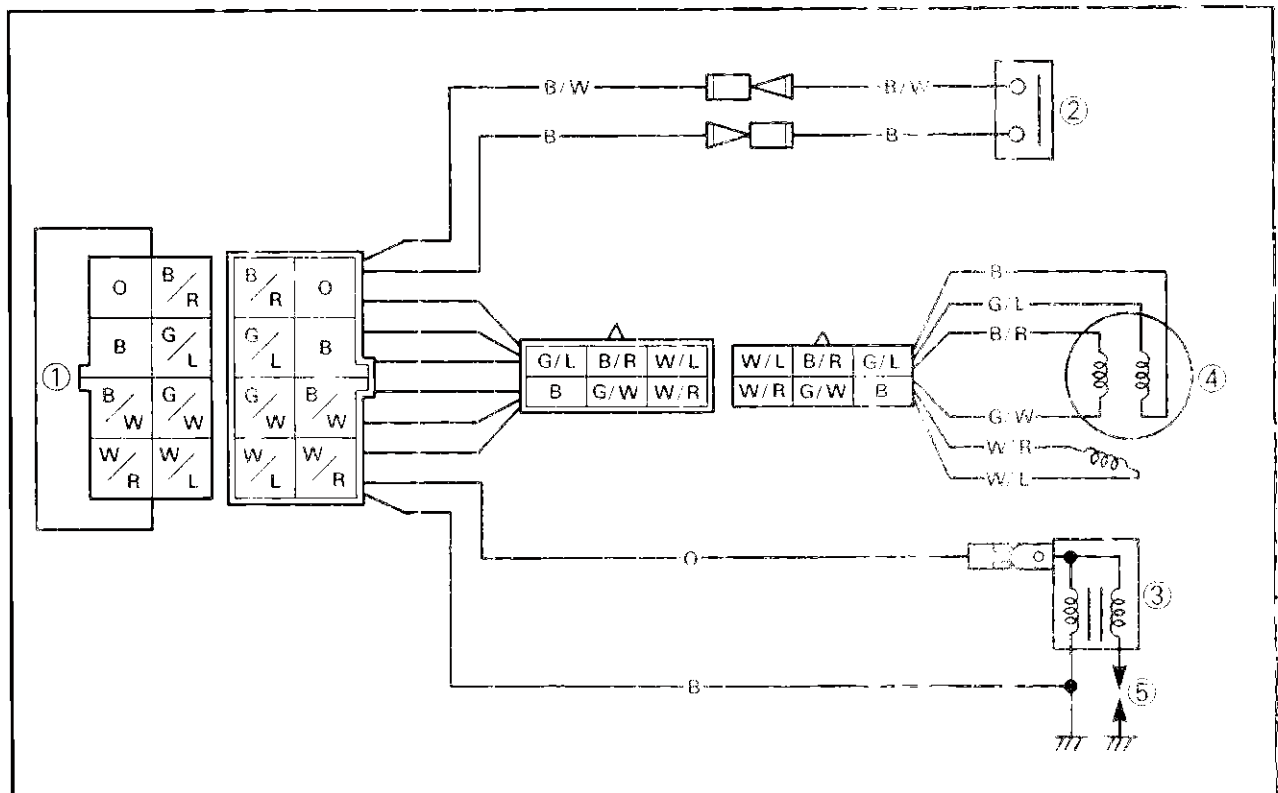 B/W B/W
②
B B
B/R O
O B/R
B
G/L
B/R
B G/L
G/L B
G/L B/R W/L
W/L B/R G/L
①
④
B G/W W/R
W/R G/W B
B/W G/W
G/W B/W
G/W
W/R
W/R W/L
W/L W/R
W/L
O
③
B
⑤